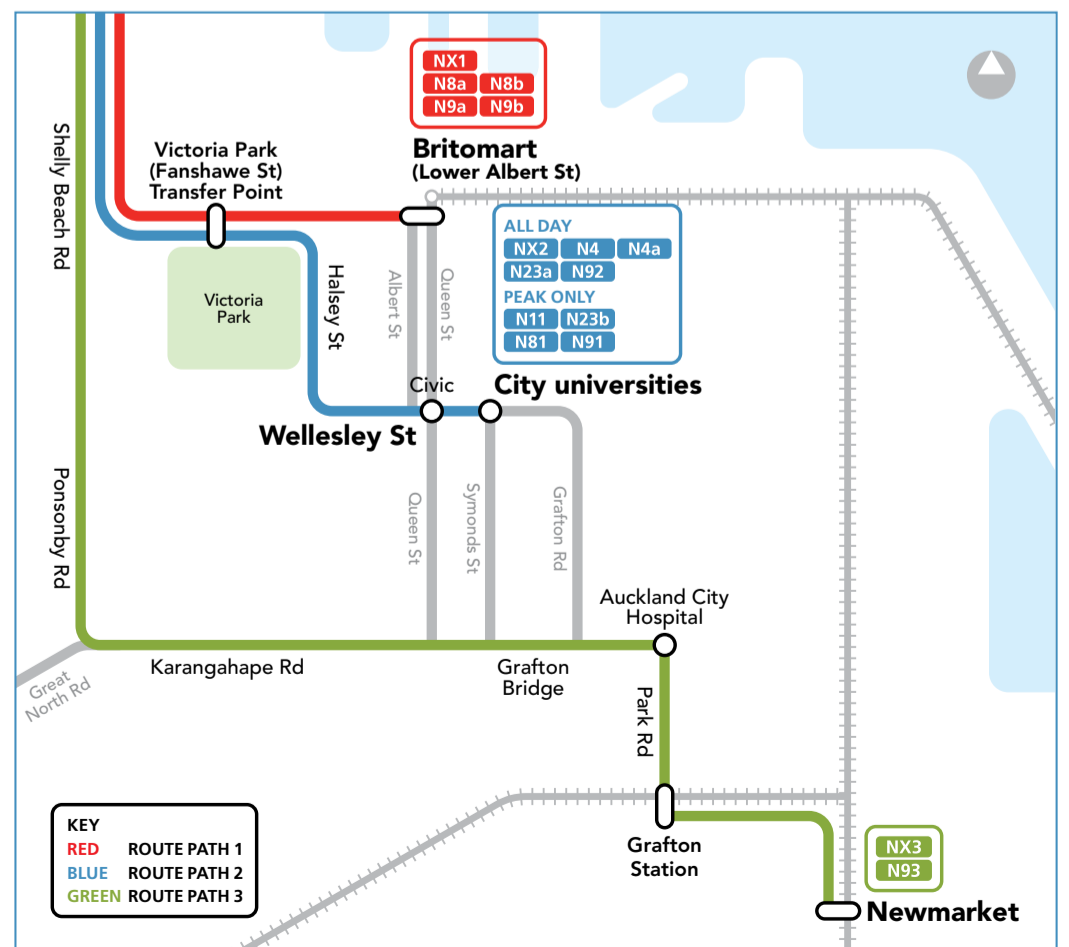 NX1
N8a N8b
N9a N9b
Britomart
(Lower Albert St)
Victoria Park
(Fanshawe St)
Transfer Point
Shelly Beach Rd
ALL DAY
NX2 N4 N4a
N23a N92
PEAK ONLY
N11 N23b
N81 N91
Victoria
Park
Halsey St
Albert St
Queen St
Civic
City universities
Wellesley St
Ponsonby Rd
Queen St
Symonds St
Grafton Rd
Auckland City
Hospital
Karangahape Rd
Grafton
Bridge
Great
North Rd
Park Rd
KEY
RED ROUTE PATH 1
BLUE ROUTE PATH 2
GREEN ROUTE PATH 3
Grafton
Station
NX3
N93
Newmarket